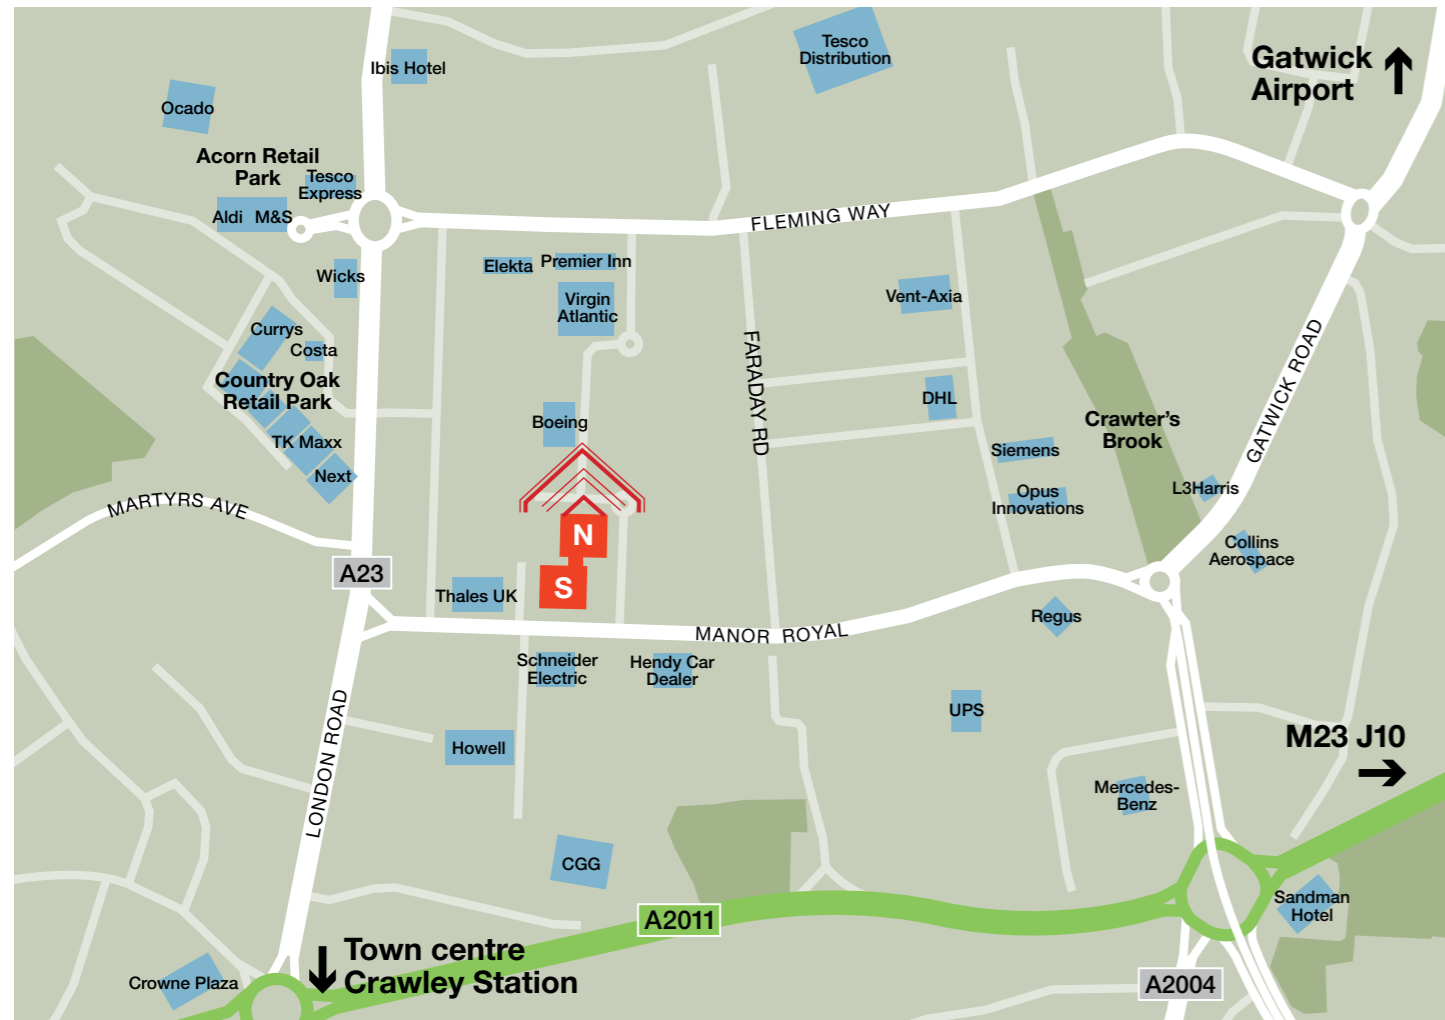 Tesco
Distribution
Gatwick
Airport
Ibis Hotel
Ocado
Acorn Retail
Park
Tesco
Express
Aldi M&S
FLEMING WAY
Wicks
Elekta
Premier Inn
Virgin
Atlantic
Vent-Axia
Currys
Costa
Country Oak
Retail Park
TK Maxx
Next
FARADAY RD
GATWICK ROAD
DHL
Boeing
Crawter's
Brook
Siemens
Opus
Innovations
L3Harris
MARTYRS AVE
N
Collins
Aerospace
A23
S
Thales UK
Regus
MANOR ROYAL
Schneider
Electric
Hendy Car
Dealer
UPS
LONDON ROAD
Howell
M23 J10
Mercedes-
Benz
CGG
Sandman
Hotel
A2011
Town centre
Crawley Station
Crowne Plaza
A2004